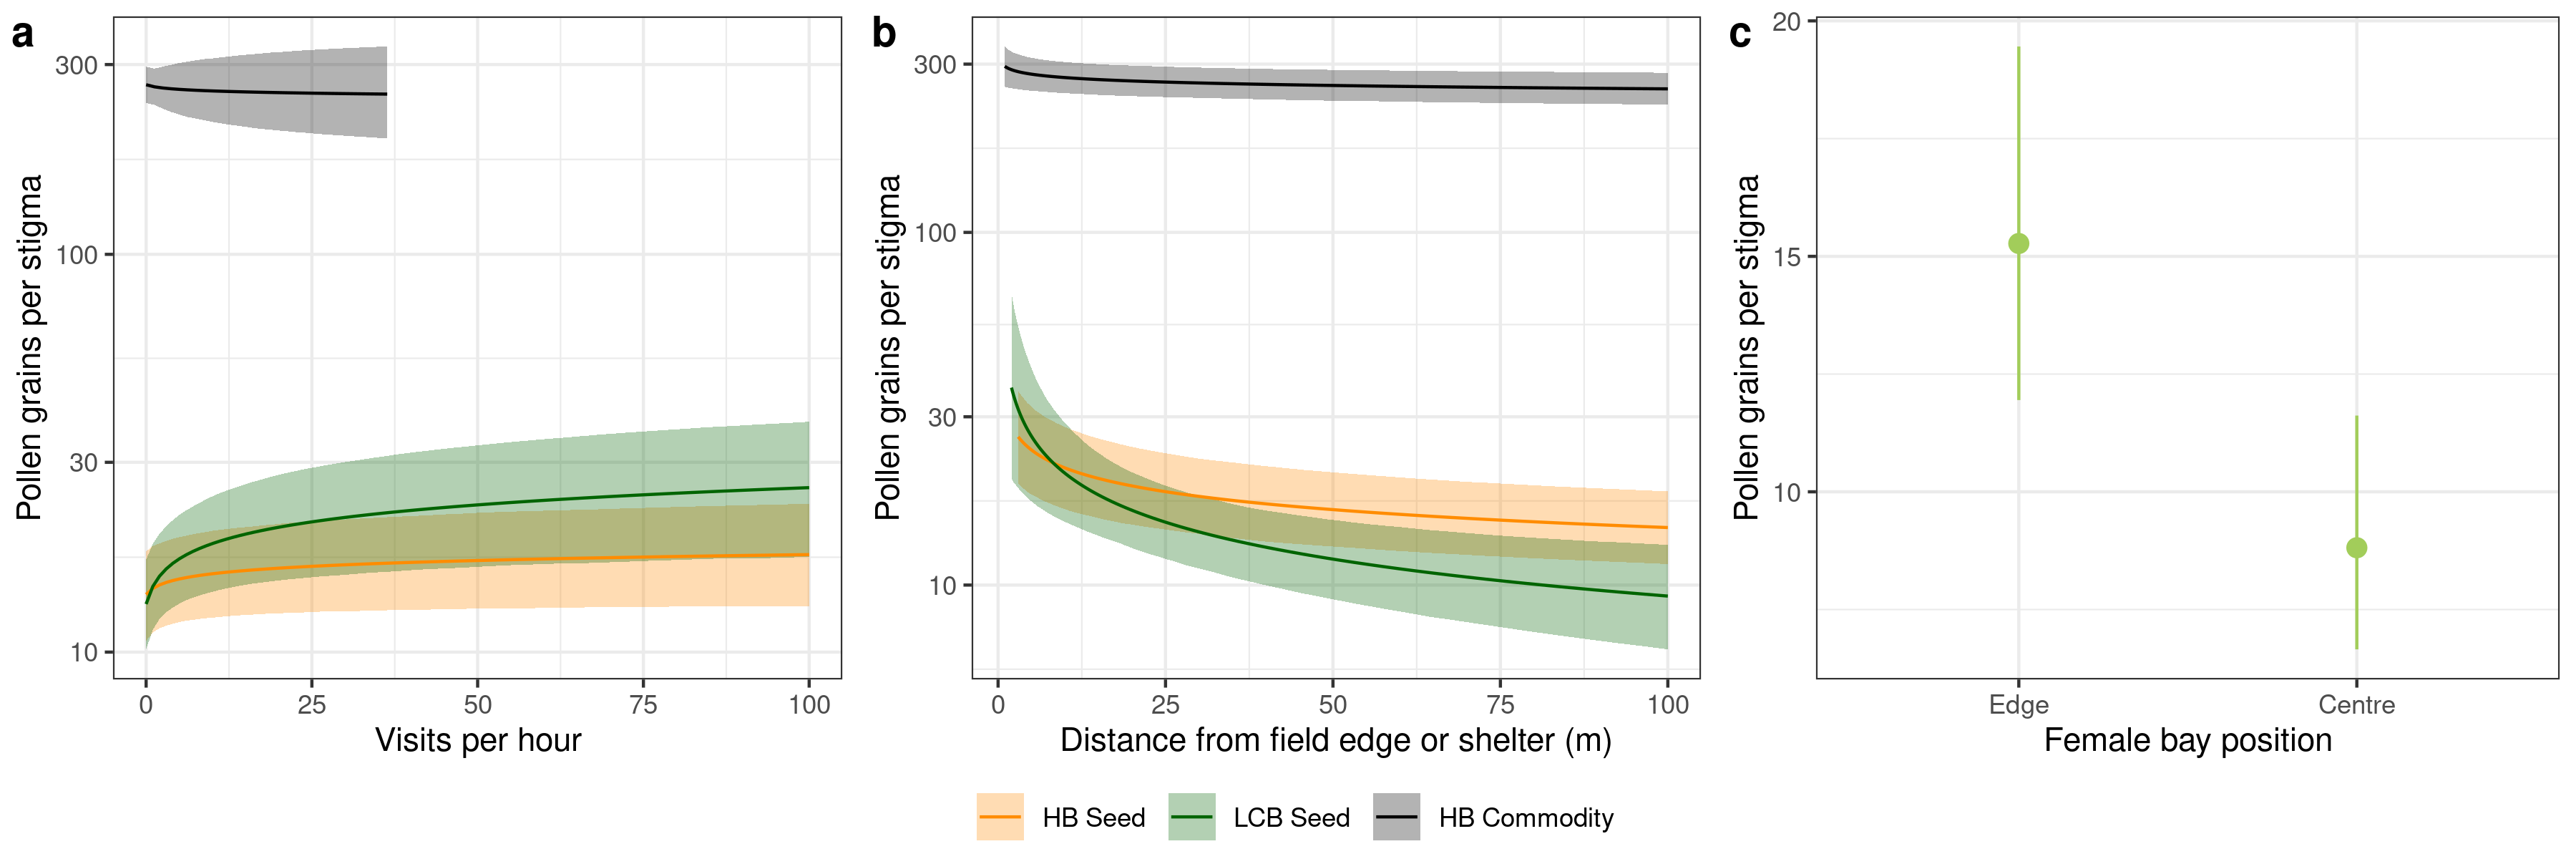 a
Pollen grains per stigma
300
100
30
10
0 25 50 75 100
Visits per hour
b
Pollen grains per stigma
300
100
30
10
0 25 50 75 100
Distance from field edge or shelter (m)
c
Pollen grains per stigma
20
15
10
Edge Centre
Female bay position
HB Seed LCB Seed HB Commodity